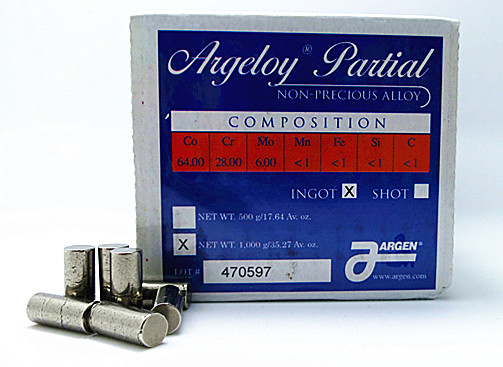 Argeloy® Partial
NON-PRECIOUS ALLOY
COMPOSITION
Co Cr Mo Mn Fe Si C
64.00 28.00 6.00 <1 <1 <1 <1
INGOT X SHOT
NET WT. 500 g/17.64 Av. oz.
X NET WT. 1,000 g/35.27 Av. oz.
ARGEN®
LOT # 470597
www.argen.com